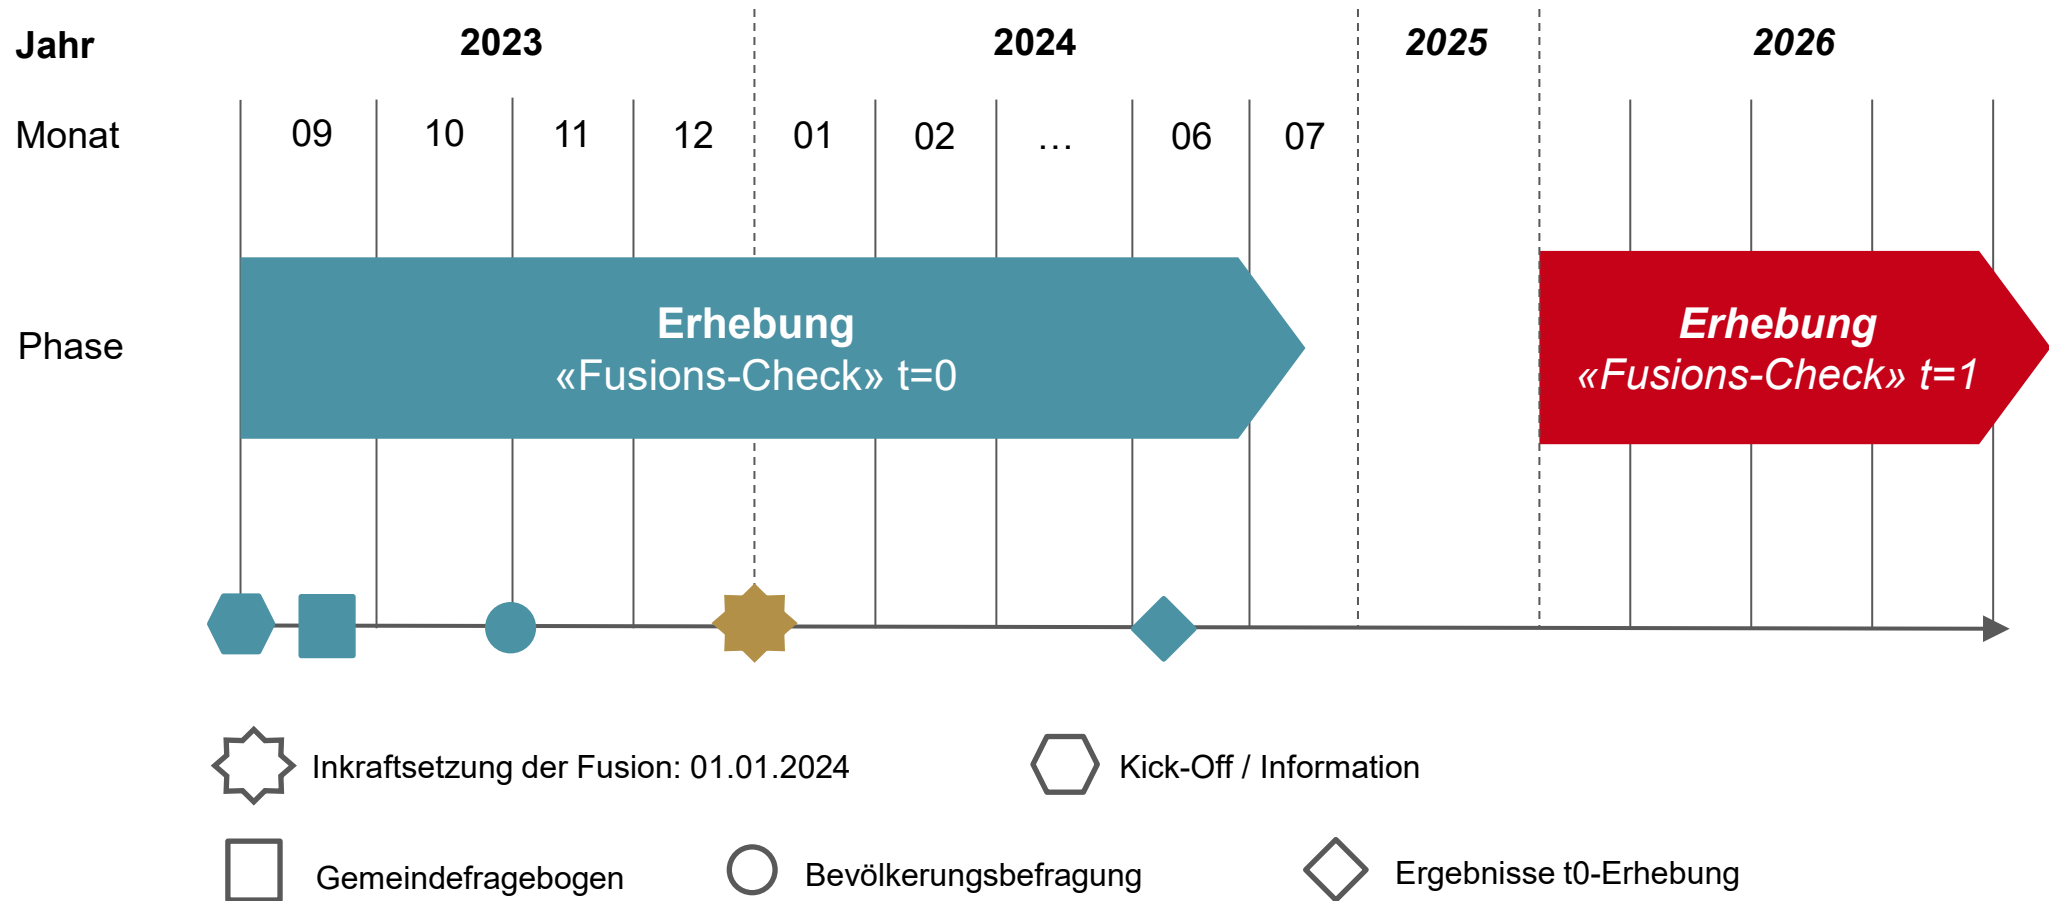 Jahr 2023 2024 2025 2026
Monat 09 10 11 12 01 02 … 06 07
Phase
Erhebung
«Fusions-Check» t=0
Erhebung
«Fusions-Check» t=1
Inkraftsetzung der Fusion: 01.01.2024
Kick-Off / Information
Gemeindefragebogen
Bevölkerungsbefragung
Ergebnisse t0-Erhebung